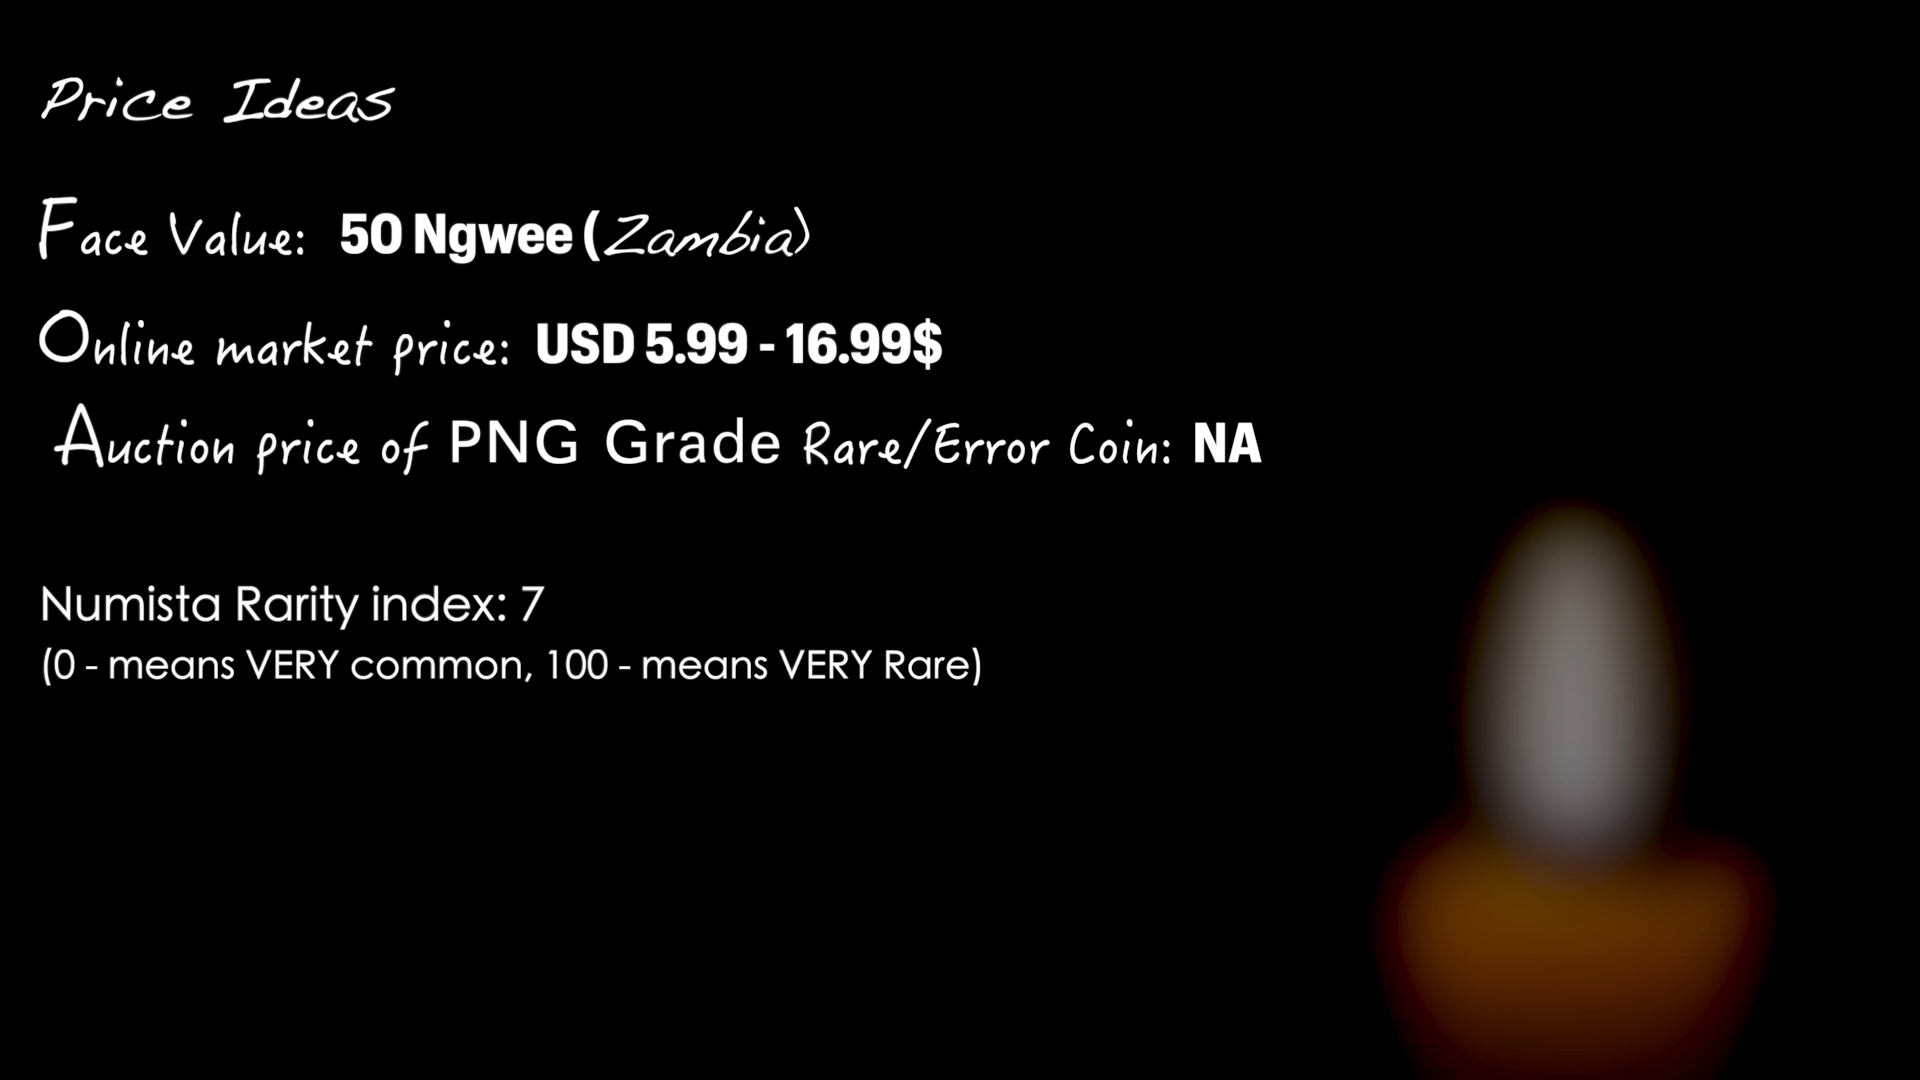 Price Ideas
Face Value: 50 Ngwee (Zambia)
Online market price: USD 5.99 - 16.99$
Auction price of PNG Grade Rare/Error Coin: NA
Numista Rarity index: 7
(0 - means VERY common, 100 - means VERY Rare)